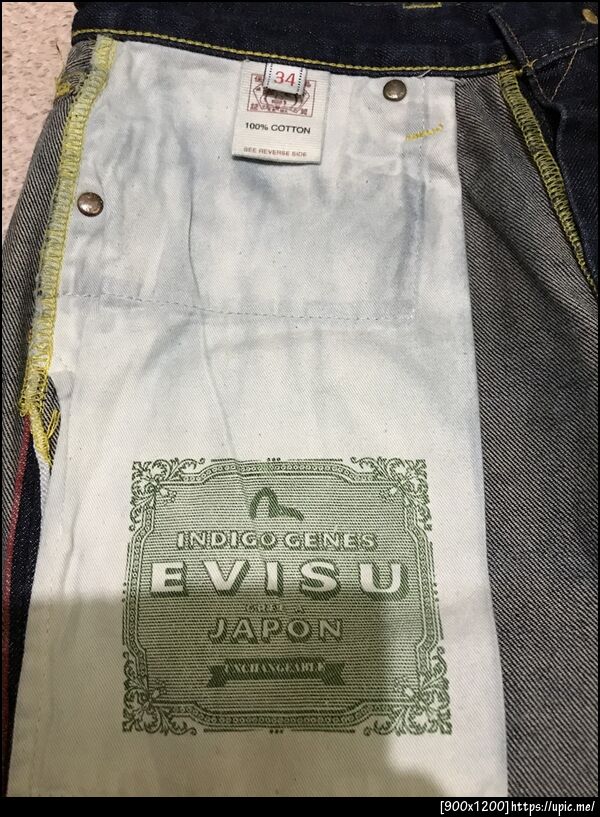 34
100% COTTON
SEE REVERSE SIDE
INDIGO GENES
EVISU
JAPON
UNCHANGEABLE
[900x1200]https://upic.me/